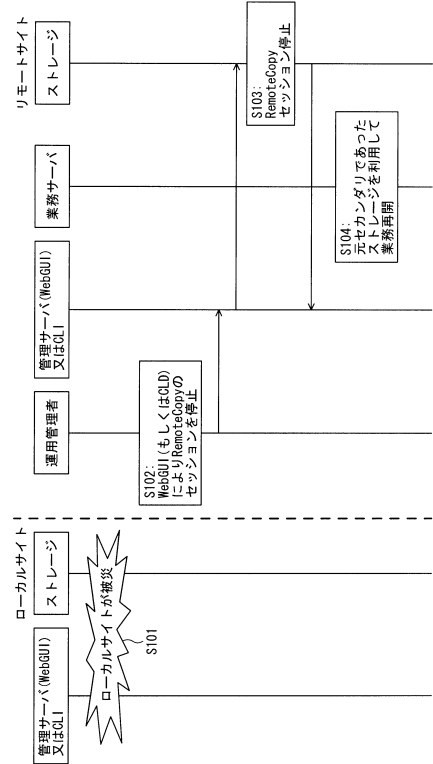 ローカルサイト
管理サーバ(WebGUI)
又はCLI
ストレージ
リモートサイト
運用管理者
管理サーバ(WebGUI)
又はCLI
業務サーバ
ストレージ
ローカルサイトが被災
S101
S102:
WebGUI(もしくはCLD)
によりRemoteCopyの
セッションを停止
S103:
RemoteCopy
セッション停止
S104:
元セカンダリであった
ストレージを利用して
業務再開